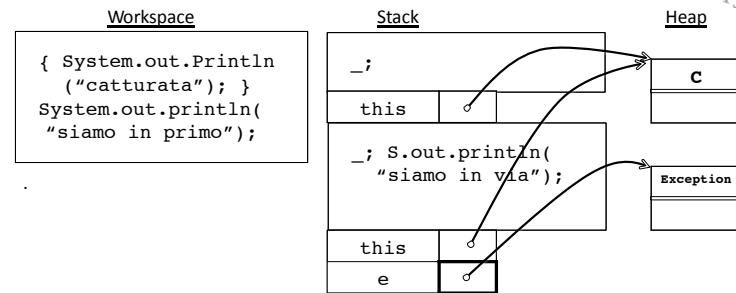 Workspace
Stack
Heap
{ System.out.Println
(“catturata”); }
System.out.println(
“siamo in primo”);
.
_;
this
_; S.out.println(
“siamo in via”);
this
e
C
Exception